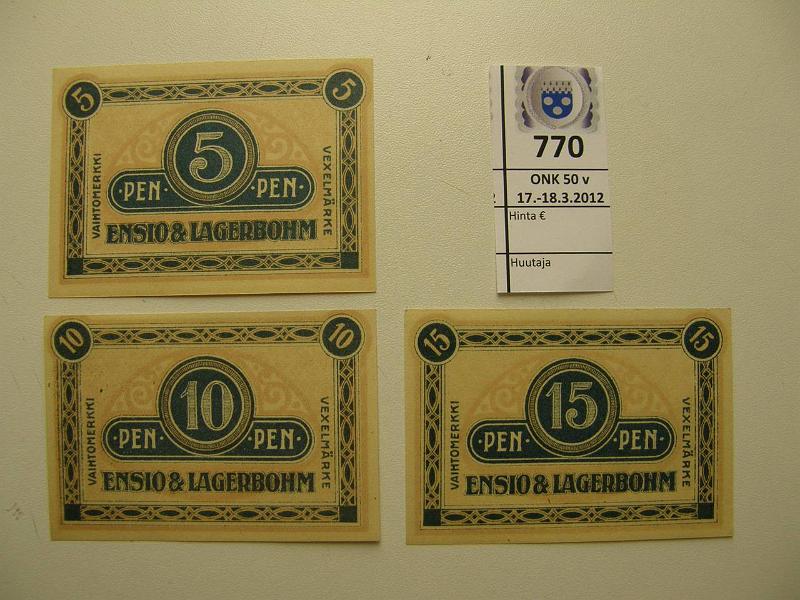 5 5
VAIHTOMERKKI
5
·PEN· ·PEN·
ENSIO & LAGERBOHM
VEXELMÄRKE
770
ONK 50 v
17.-18.3.2012
Hinta €
Huutaja
10 10
VAIHTOMERKKI
10
·PEN· ·PEN·
ENSIO & LAGERBOHM
VEXELMÄRKE
15 15
VAIHTOMERKKI
15
·PEN· ·PEN·
ENSIO & LAGERBOHM
VEXELMÄRKE